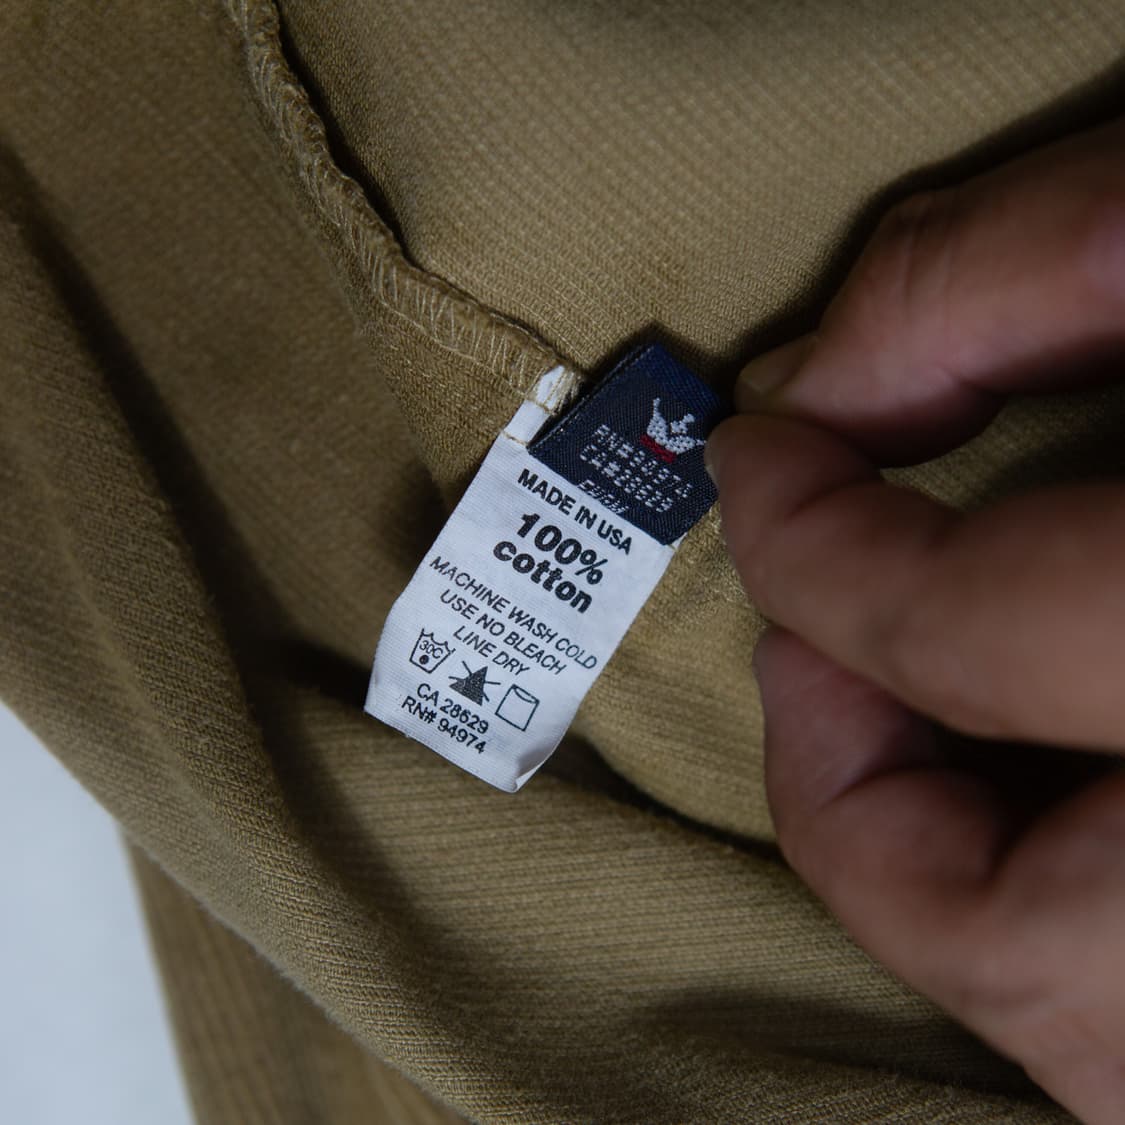 MADE IN USA
100%
cotton
MACHINE WASH COLD
USE NO BLEACH
LINE DRY
30C
CA 28629
RN# 94974